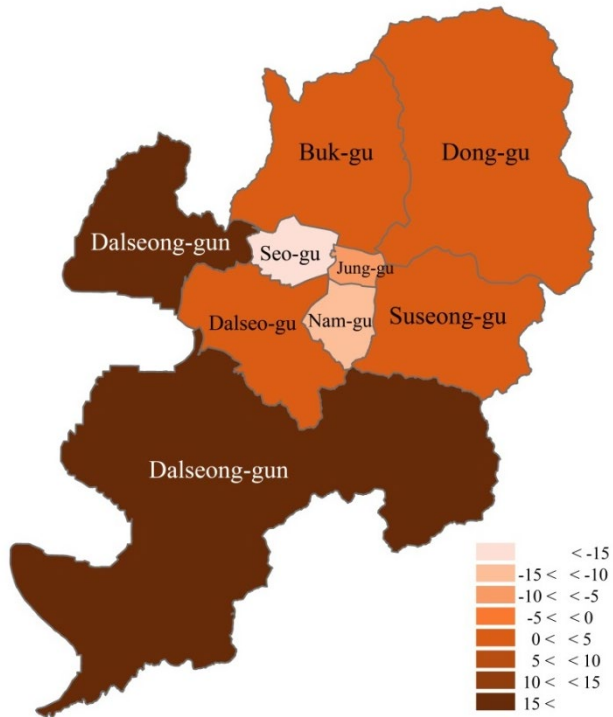 Buk-gu
Dong-gu
Dalseong-gun
Seo-gu
Jung-gu
Dalseo-gu
Nam-gu
Suseong-gu
Dalseong-gun
< -15
-15 < < -10
-10 < < -5
-5 < < 0
0 < < 5
5 < < 10
10 < < 15
15 <